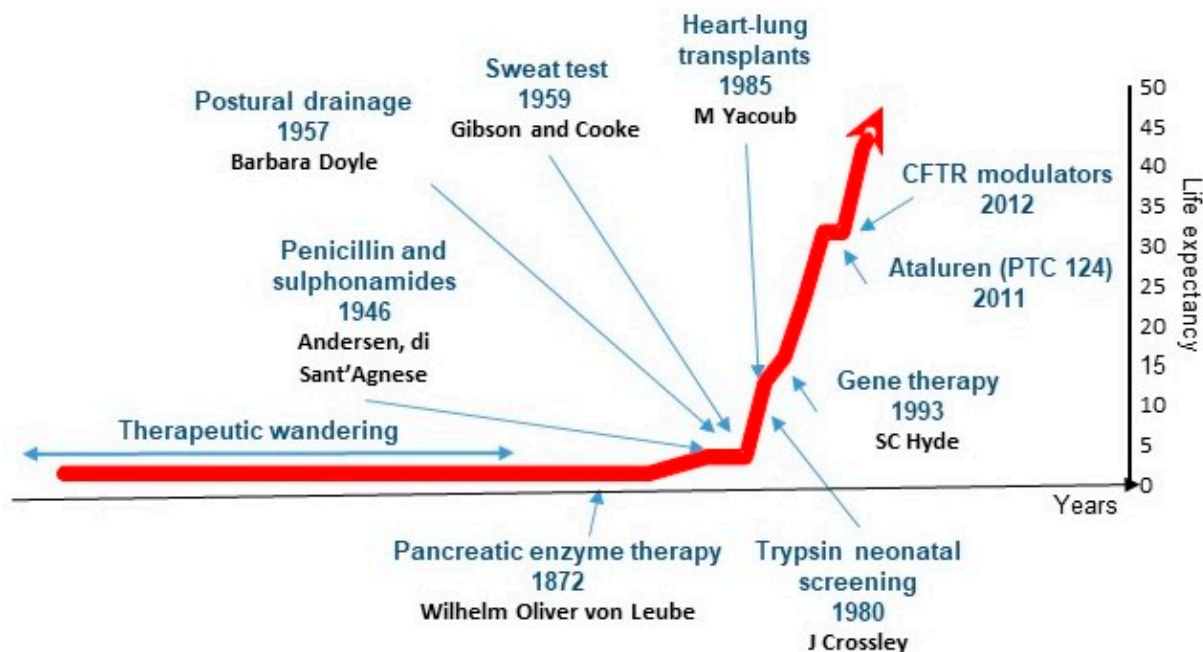 Heart-lung
transplants
1985
M Yacoub
Sweat test
1959
Gibson and Cooke
Postural drainage
1957
Barbara Doyle
Penicillin and
sulphonamides
1946
Andersen, di
Sant’Agnese
Therapeutic wandering
Pancreatic enzyme therapy
1872
Wilhelm Oliver von Leube
Trypsin neonatal
screening
1980
J Crossley
Gene therapy
1993
SC Hyde
Ataluren (PTC 124)
2011
CFTR modulators
2012
50
45
40
35
30
25
20
15
10
5
0
Life expectancy
Years